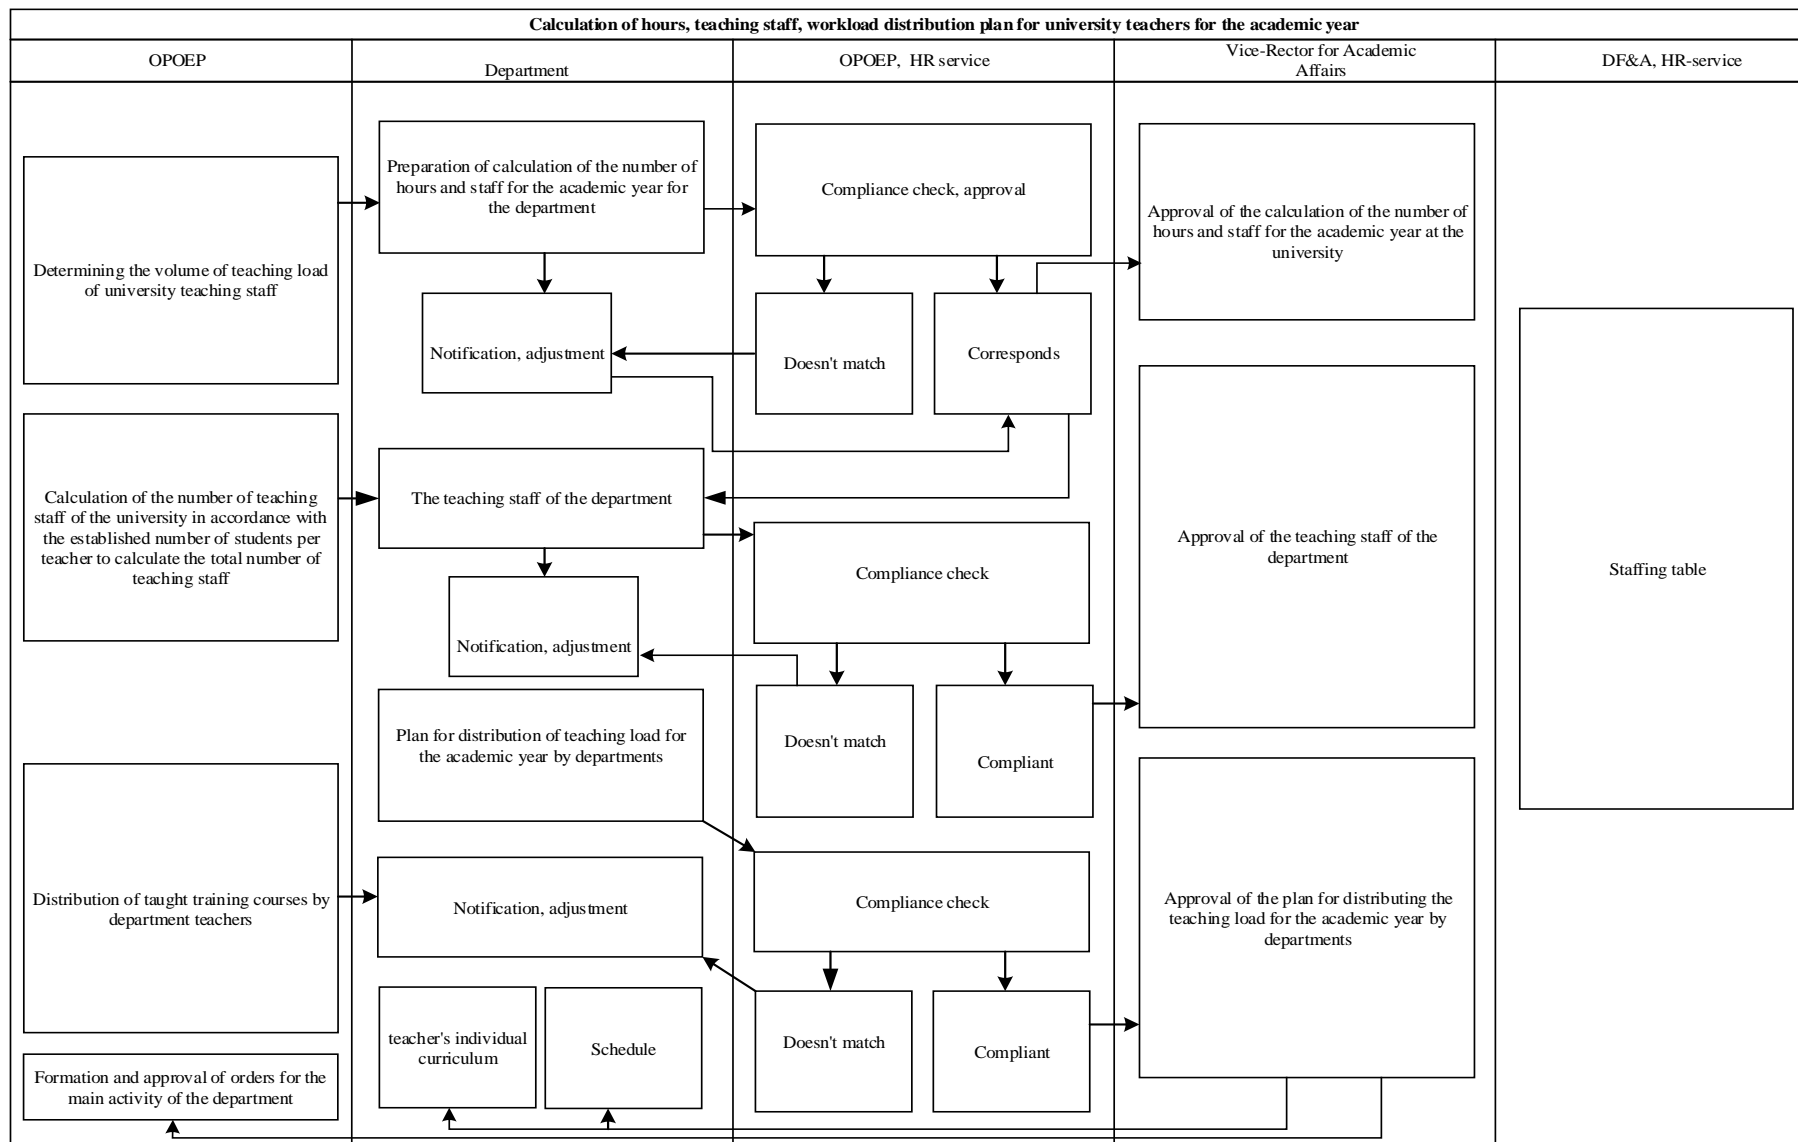 Calculation of hours, teaching staff, workload distribution plan for university teachers for the academic year
OPOEP
Department
OPOEP, HR service
Vice-Rector for Academic
Affairs
DF&A, HR-service
Determining the volume of teaching load
of university teaching staff
Calculation of the number of teaching
staff of the university in accordance with
the established number of students per
teacher to calculate the total number of
teaching staff
Distribution of taught training courses by
department teachers
Formation and approval of orders for the
main activity of the department
Preparation of calculation of the number of
hours and staff for the academic year for
the department
Notification, adjustment
The teaching staff of the department
Notification, adjustment
Plan for distribution of teaching load for
the academic year by departments
Notification, adjustment
teacher's individual
curriculum
Schedule
Compliance check, approval
Doesn't match
Corresponds
Compliance check
Doesn't match
Compliant
Compliance check
Doesn't match
Compliant
Approval of the calculation of the number of
hours and staff for the academic year at the
university
Approval of the teaching staff of the
department
Approval of the plan for distributing the
teaching load for the academic year by
departments
Staffing table